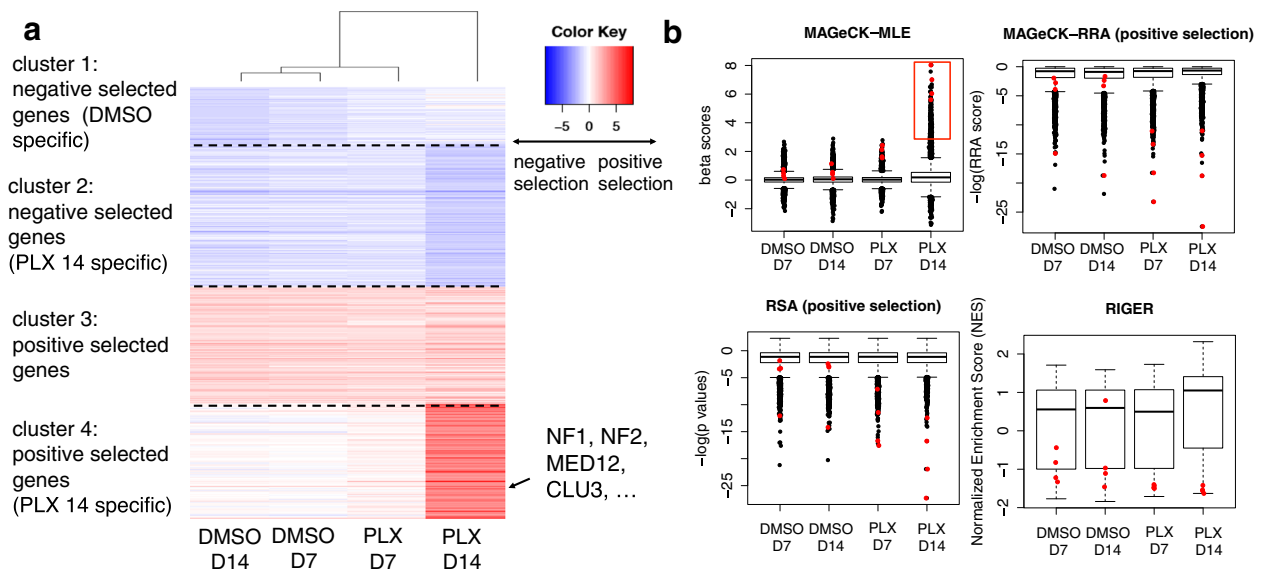 a
cluster 1:
negative selected
genes (DMSO
specific)
cluster 2:
negative selected
genes
(PLX 14 specific)
cluster 3:
positive selected
genes
cluster 4:
positive selected
genes
(PLX 14 specific)
Color Key
−5 0 5
negative positive
selection selection
NF1, NF2,
MED12,
CLU3, ...
DMSO DMSO PLX PLX
D14 D7 D7 D14
b
MAGeCK−MLE
beta scores
8
6
4
2
0
−2
DMSO DMSO PLX PLX
D7 D14 D7 D14
MAGeCK−RRA (positive selection)
−log(RRA score)
0
−5
−15
−25
DMSO DMSO PLX PLX
D7 D14 D7 D14
RSA (positive selection)
−log(p values)
0
−5
−15
−25
DMSO DMSO PLX PLX
D7 D14 D7 D14
RIGER
Normalized Enrichment Score (NES)
2
1
0
−1
−2
DMSO DMSO PLX PLX
D7 D14 D7 D14